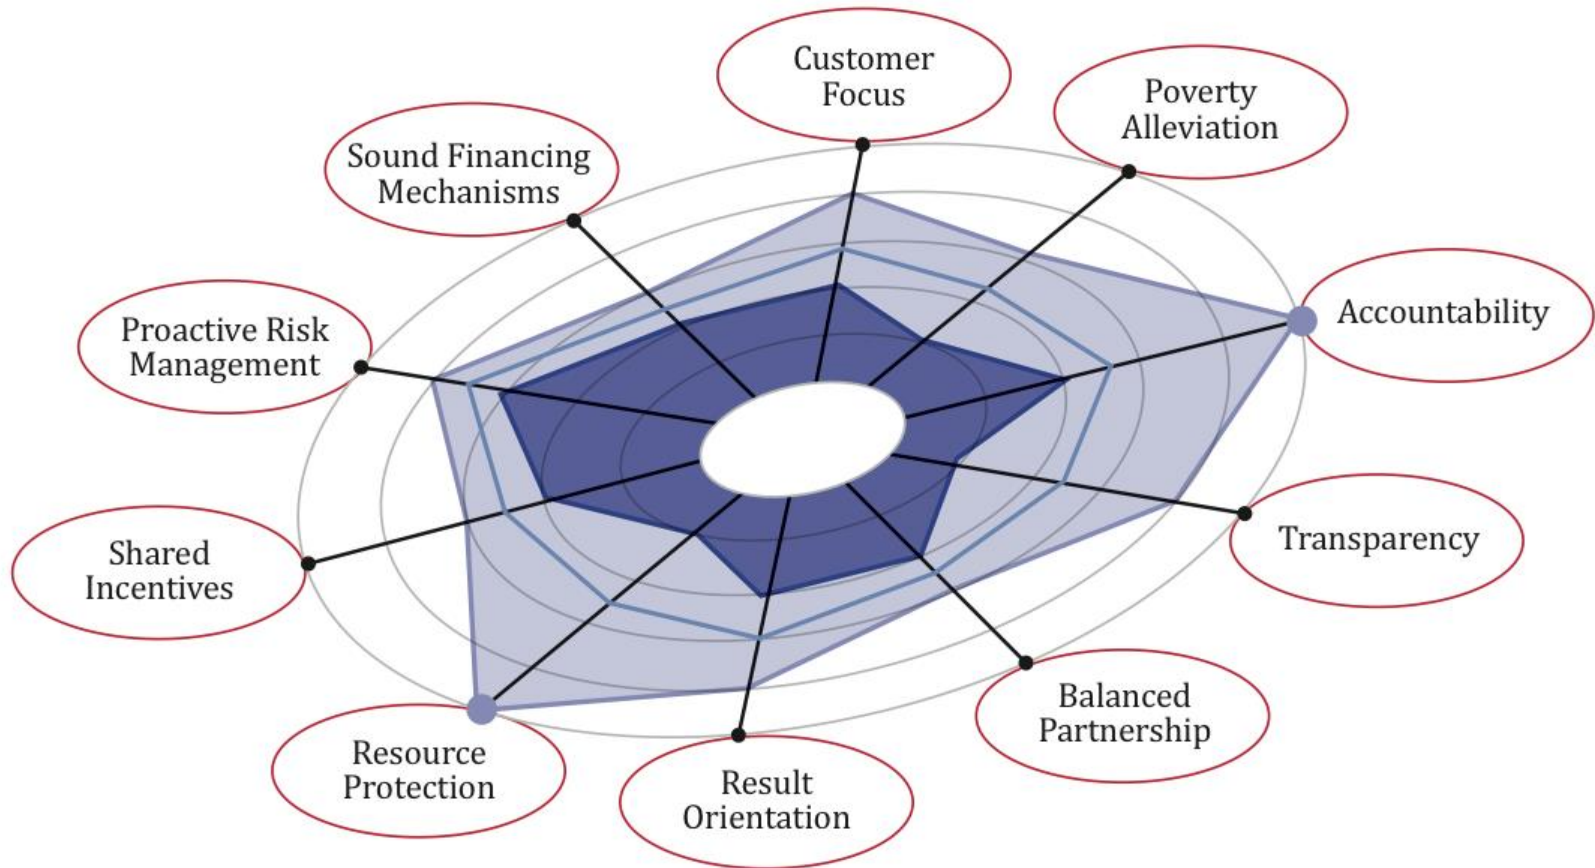 Customer
Focus
Poverty
Alleviation
Sound Financing
Mechanisms
Accountability
Proactive Risk
Management
Transparency
Shared
Incentives
Balanced
Partnership
Resource
Protection
Result
Orientation